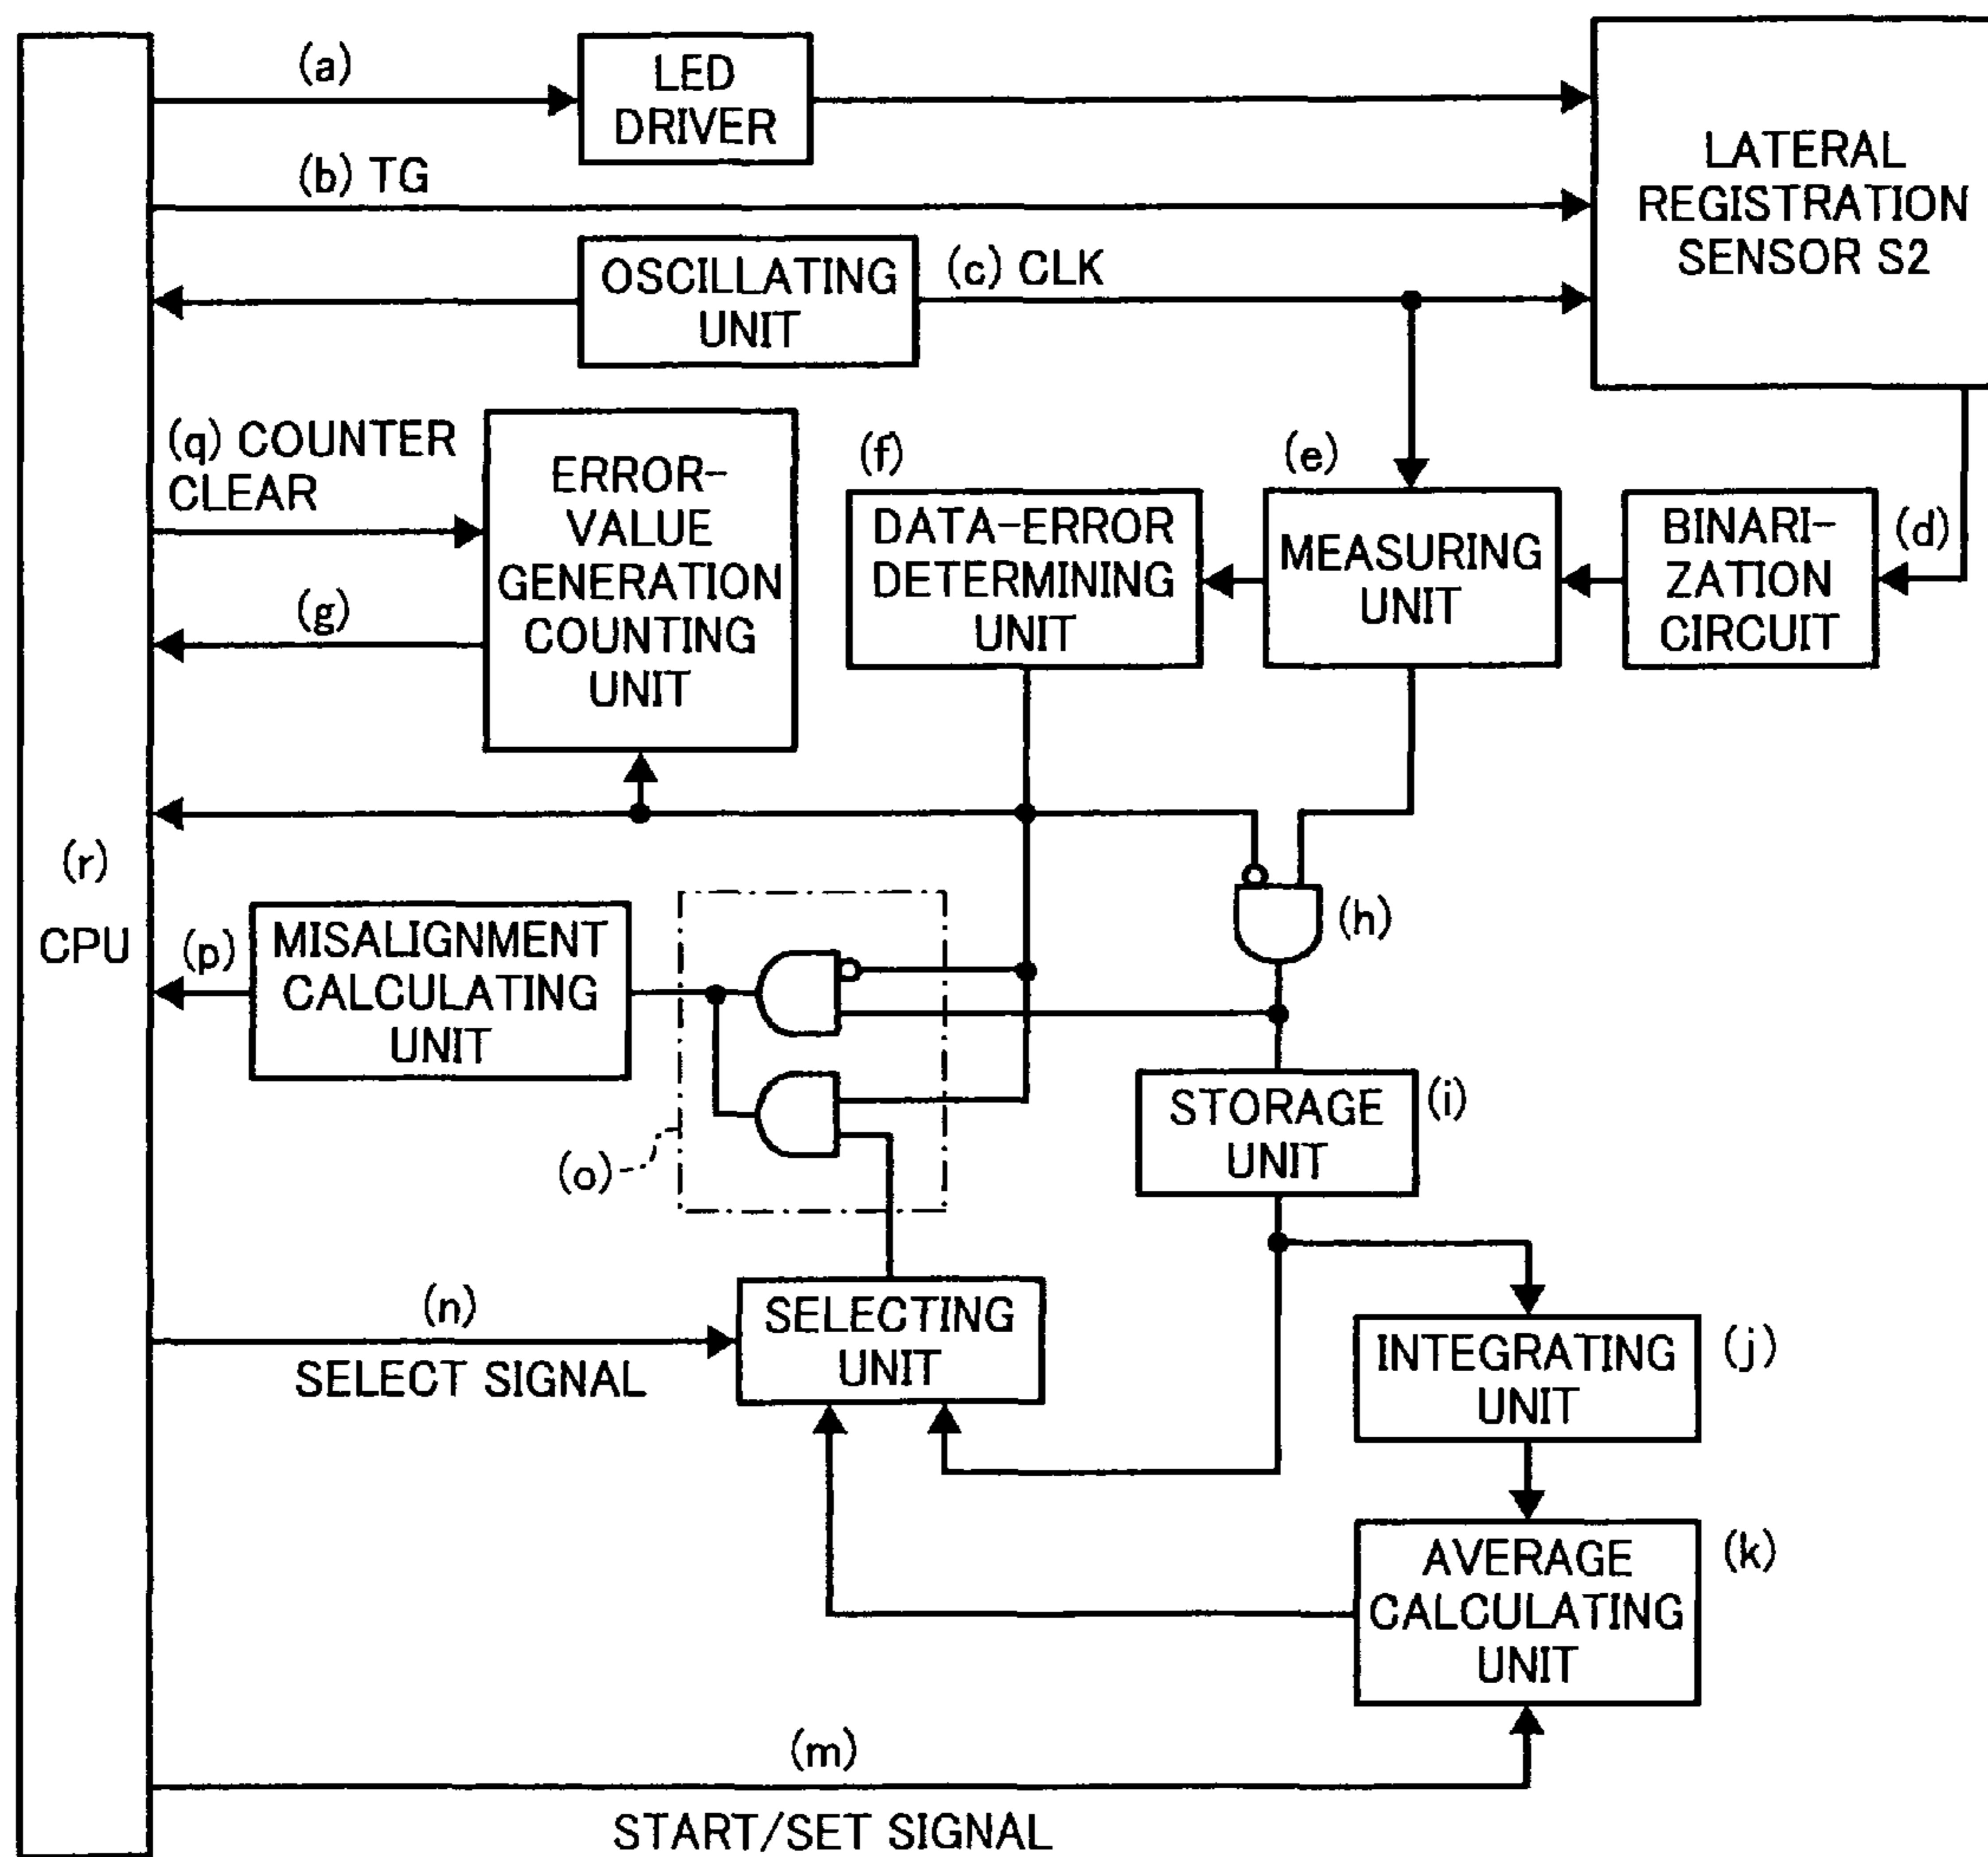 (a)
LED
DRIVER
LATERAL
REGISTRATION
SENSOR S2
(b) TG
OSCILLATING
UNIT
(c) CLK
(q) COUNTER
CLEAR
ERROR-
VALUE
GENERATION
COUNTING
UNIT
(g)
(f)
DATA-ERROR
DETERMINING
UNIT
(e)
MEASURING
UNIT
BINARI-
ZATION
CIRCUIT
(d)
(r)
CPU
(p)
MISALIGNMENT
CALCULATING
UNIT
(h)
(o)
STORAGE
UNIT
(i)
(n)
SELECT SIGNAL
SELECTING
UNIT
INTEGRATING
UNIT
(j)
AVERAGE
CALCULATING
UNIT
(k)
(m)
START/SET SIGNAL